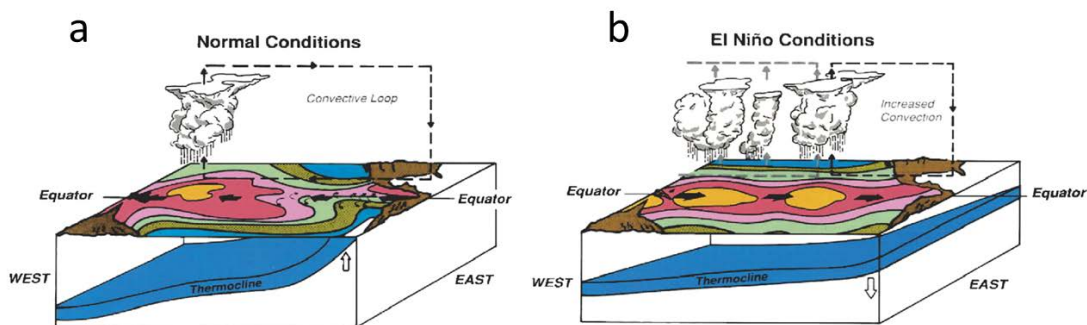 a
Normal Conditions
Convective Loop
Equator
Equator
WEST
Thermocline
EAST
b
El Niño Conditions
Increased
Convection
Equator
Equator
WEST
Thermocline
EAST